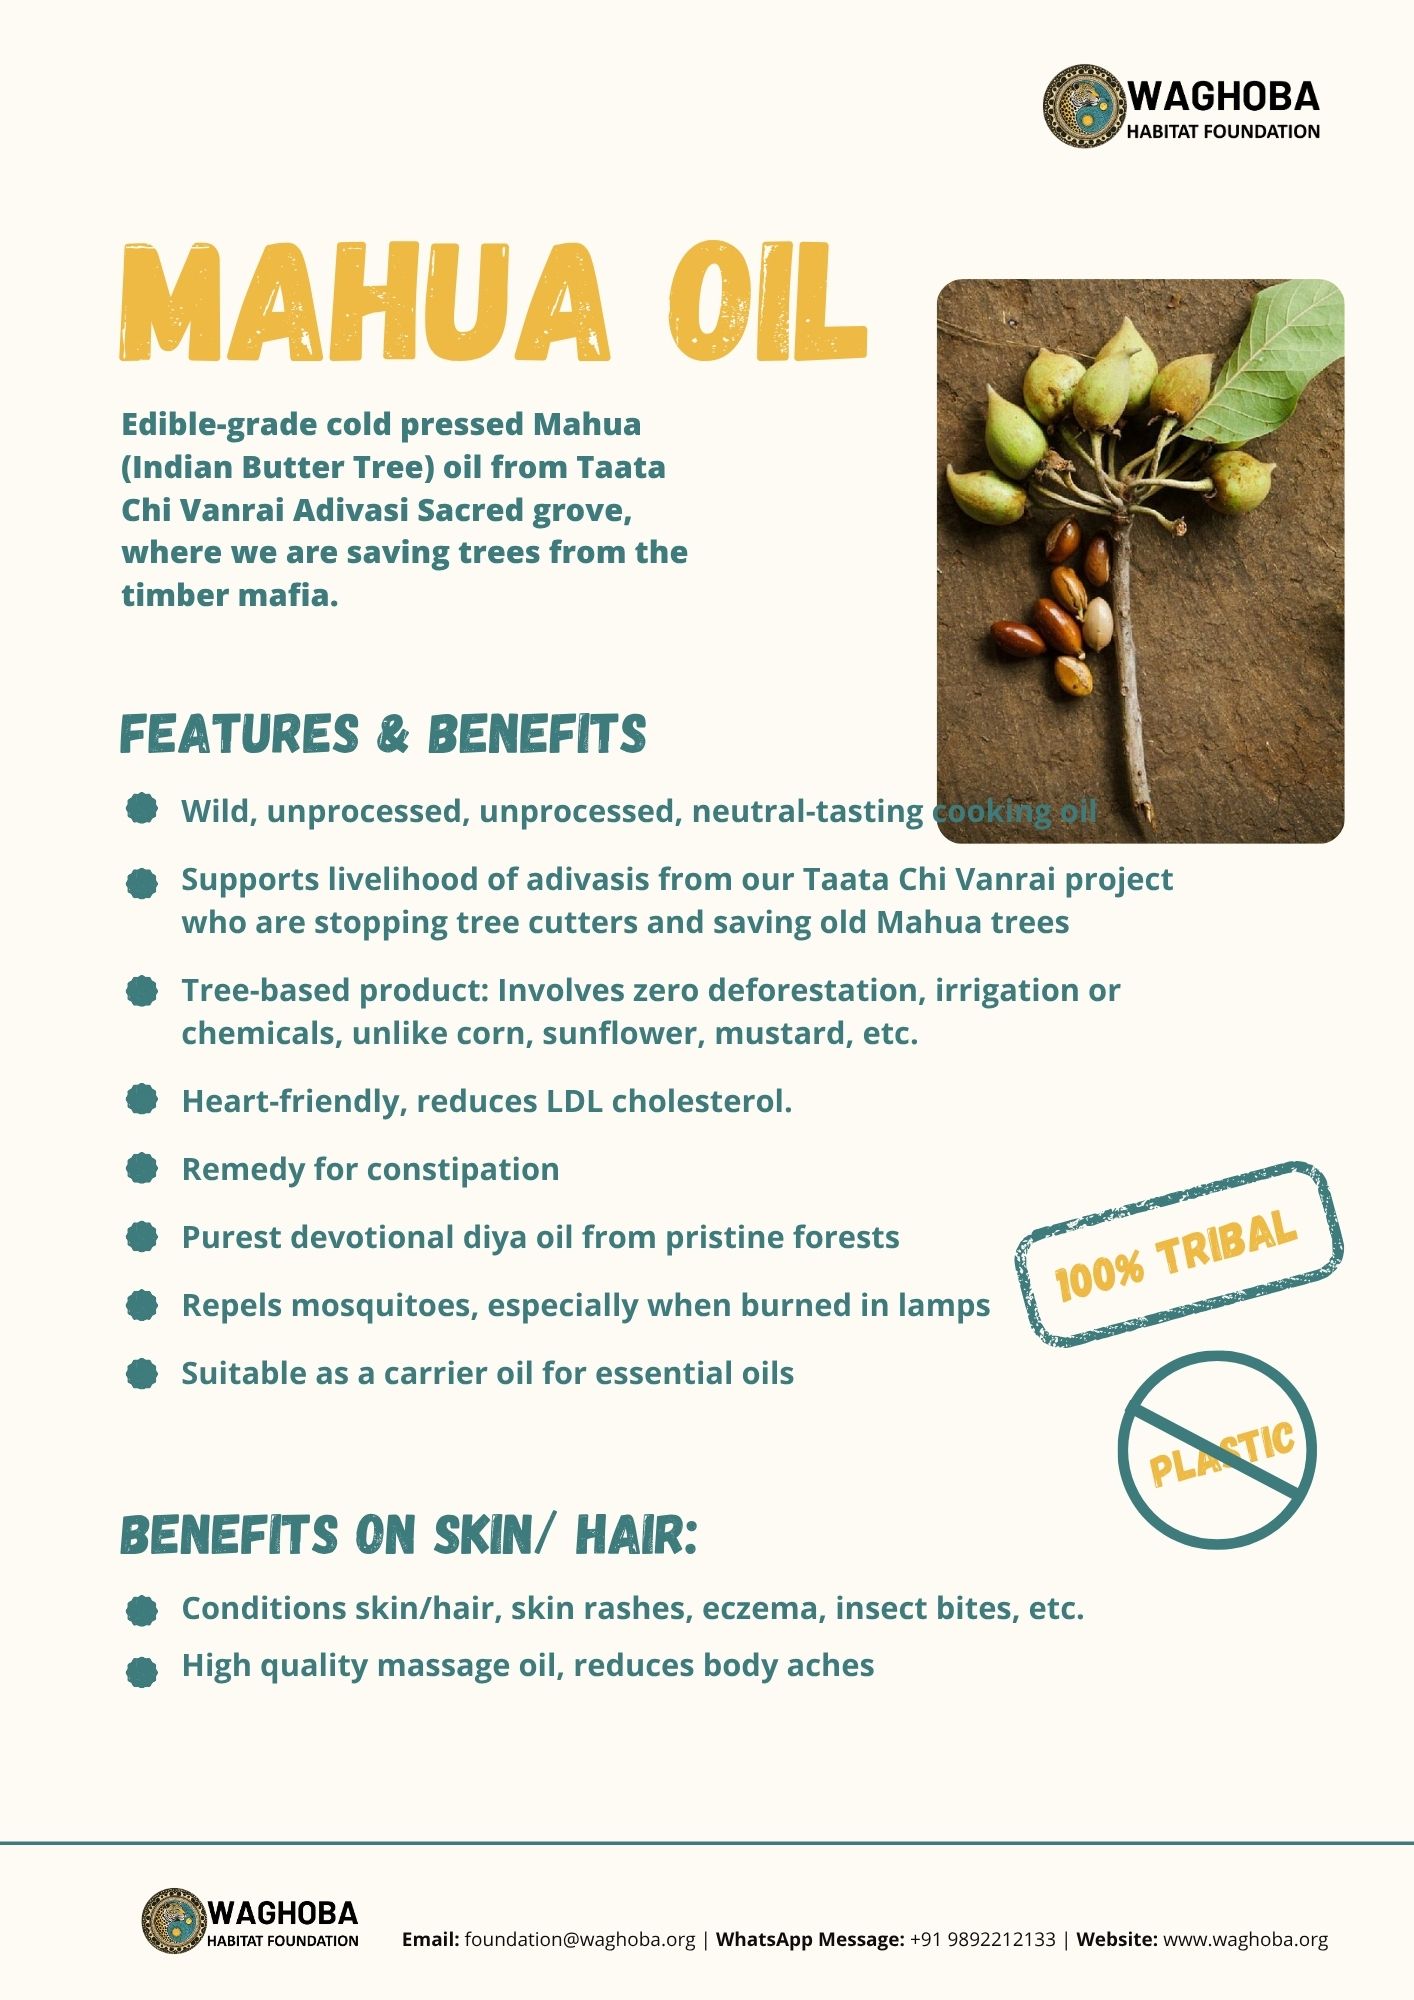 WAGHOBA
HABITAT FOUNDATION
MAHUA OIL
Edible-grade cold pressed Mahua
(Indian Butter Tree) oil from Taata
Chi Vanrai Adivasi Sacred grove,
where we are saving trees from the
timber mafia.
FEATURES & BENEFITS
Wild, unprocessed, unprocessed, neutral-tasting cooking oil
Supports livelihood of adivasis from our Taata Chi Vanrai project
who are stopping tree cutters and saving old Mahua trees
Tree-based product: Involves zero deforestation, irrigation or
chemicals, unlike corn, sunflower, mustard, etc.
Heart-friendly, reduces LDL cholesterol.
Remedy for constipation
Purest devotional diya oil from pristine forests
Repels mosquitoes, especially when burned in lamps
Suitable as a carrier oil for essential oils
100% TRIBAL
PLASTIC
BENEFITS ON SKIN/ HAIR:
Conditions skin/hair, skin rashes, eczema, insect bites, etc.
High quality massage oil, reduces body aches
WAGHOBA
HABITAT FOUNDATION
Email: foundation@waghoba.org | WhatsApp Message: +91 9892212133 | Website: www.waghoba.org